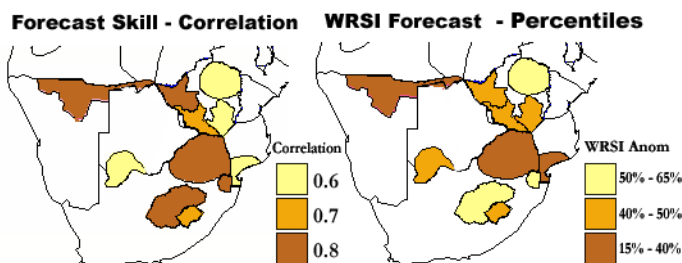 Forecast Skill - Correlation
WRSI Forecast - Percentiles
Correlation
0.6
0.7
0.8
WRSI Anom
50% - 65%
40% - 50%
15% - 40%